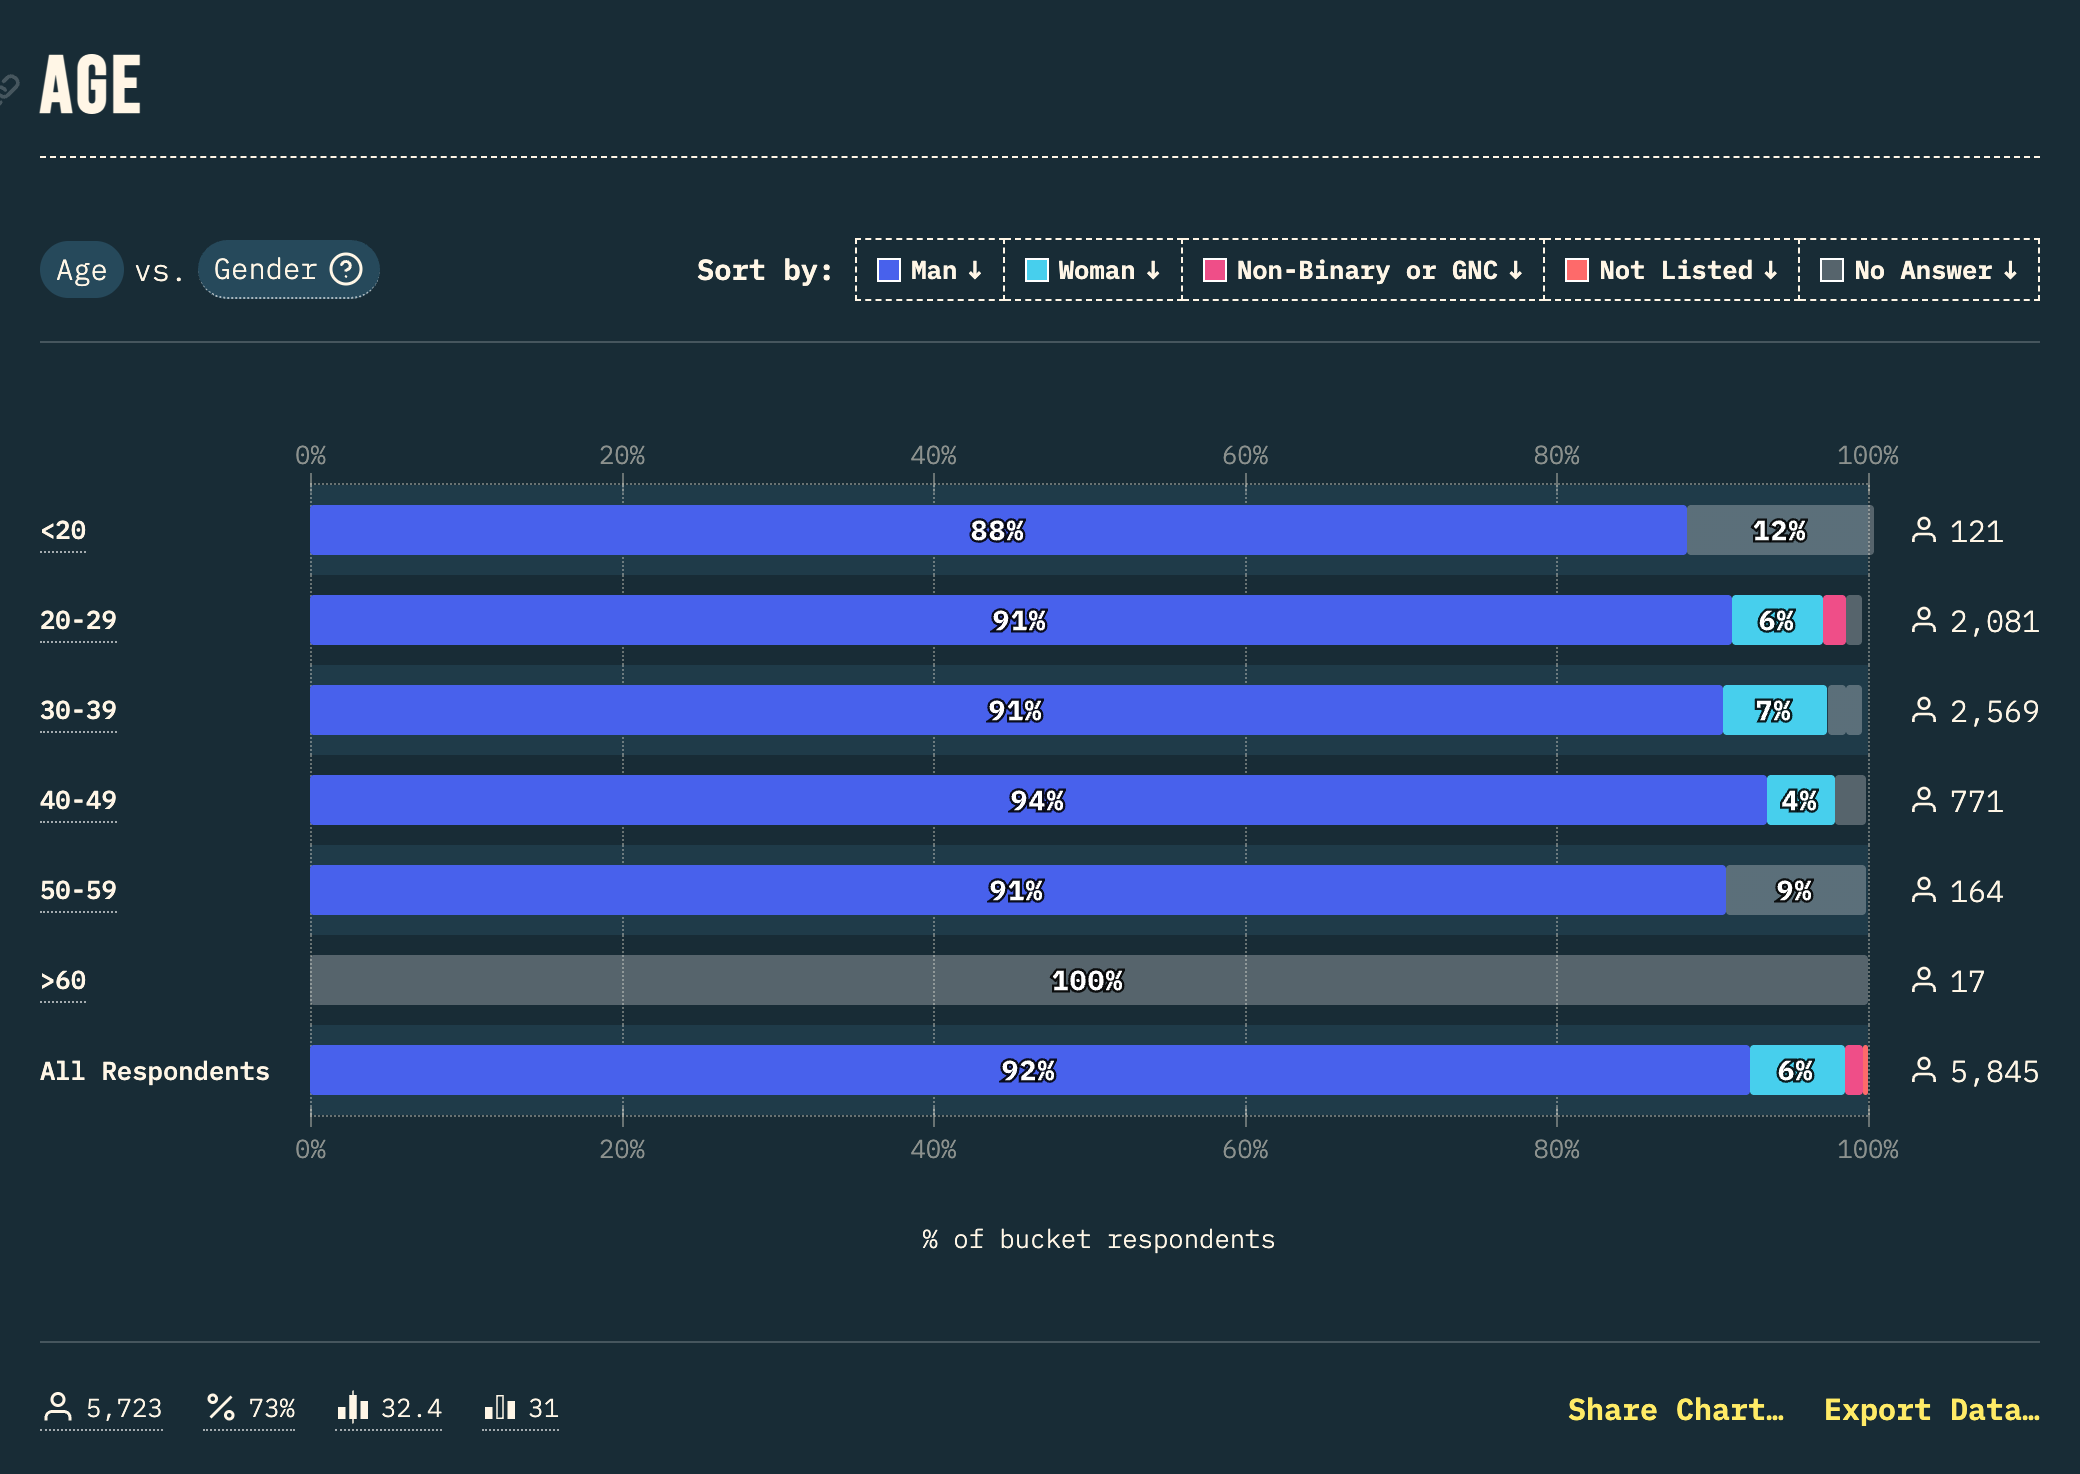 AGE
Age vs. Gender ?
Sort by: Man ↓ Woman ↓ Non-Binary or GNC ↓ Not Listed ↓ No Answer ↓
0% 20% 40% 60% 80% 100%
<20 88% 12% 121
20-29 91% 6% 2,081
30-39 91% 7% 2,569
40-49 94% 4% 771
50-59 91% 9% 164
>60 100% 17
All Respondents 92% 6% 5,845
0% 20% 40% 60% 80% 100%
% of bucket respondents
5,723 % 73% 32.4 31 Share Chart… Export Data…